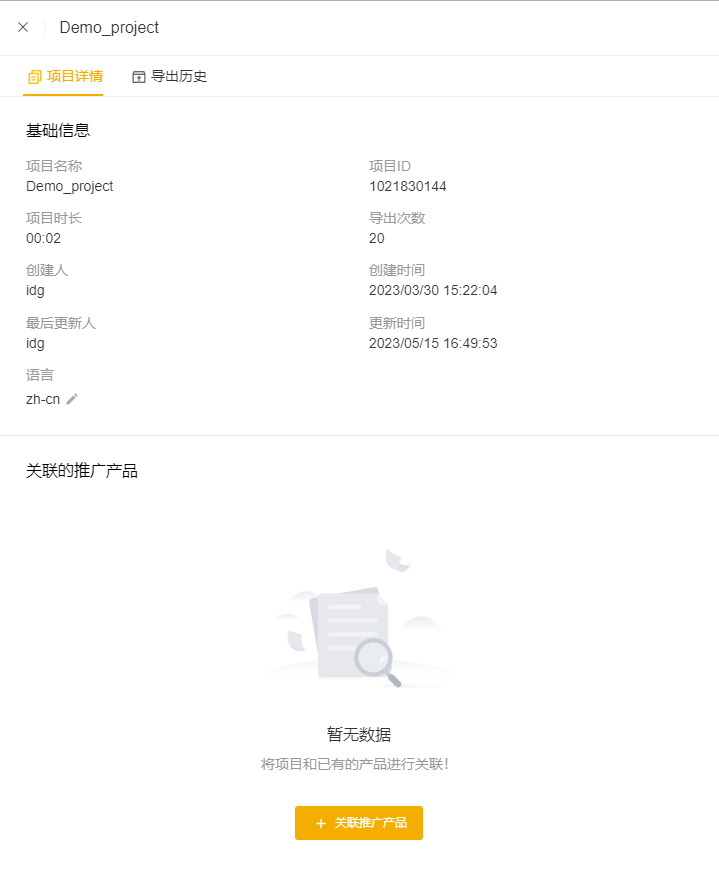 Demo_project
项目详情 导出历史
基础信息
项目名称 项目ID
Demo_project 1021830144
项目时长 导出次数
00:02 20
创建人 创建时间
idg 2023/03/30 15:22:04
最后更新人 更新时间
idg 2023/05/15 16:49:53
语言
zh-cn
关联的推广产品
暂无数据
将项目和已有的产品进行关联!
+ 关联推广产品